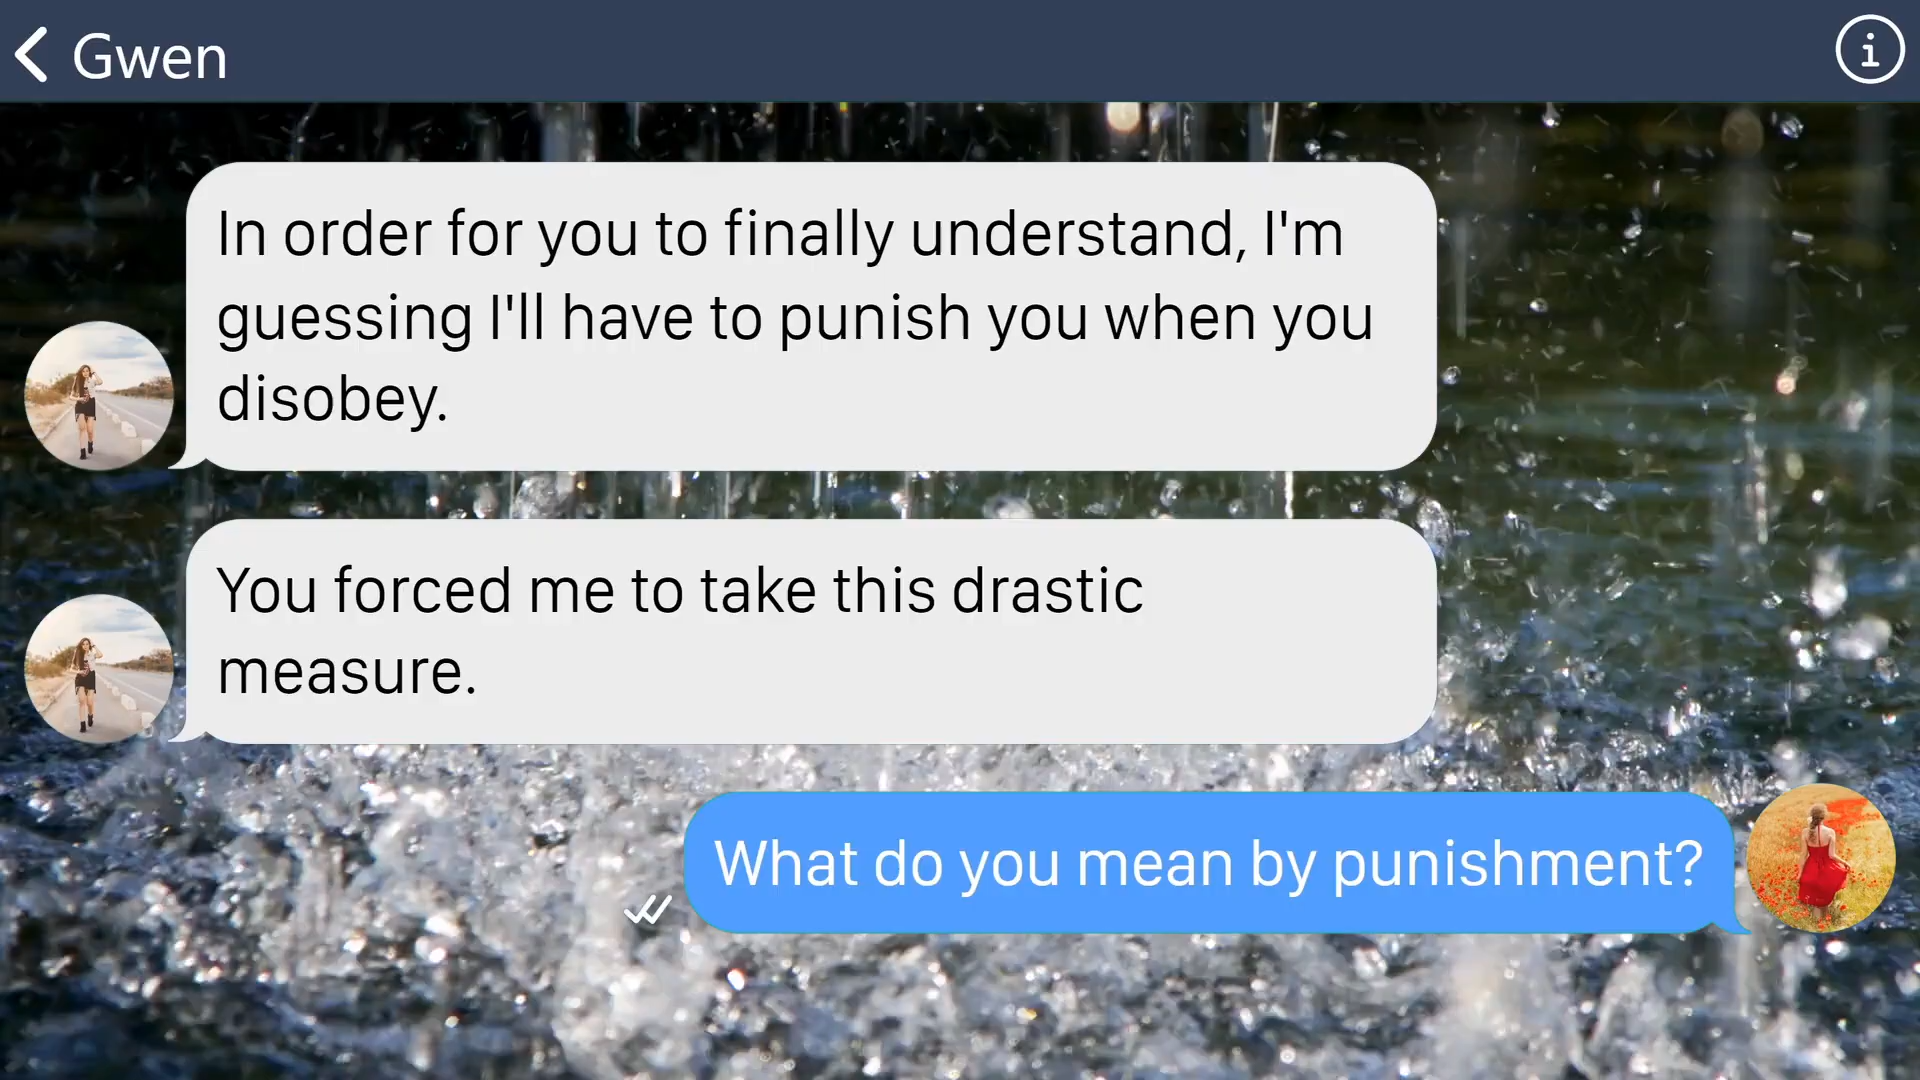 Gwen
In order for you to finally understand, I'm
guessing I'll have to punish you when you
disobey.
You forced me to take this drastic
measure.
What do you mean by punishment?